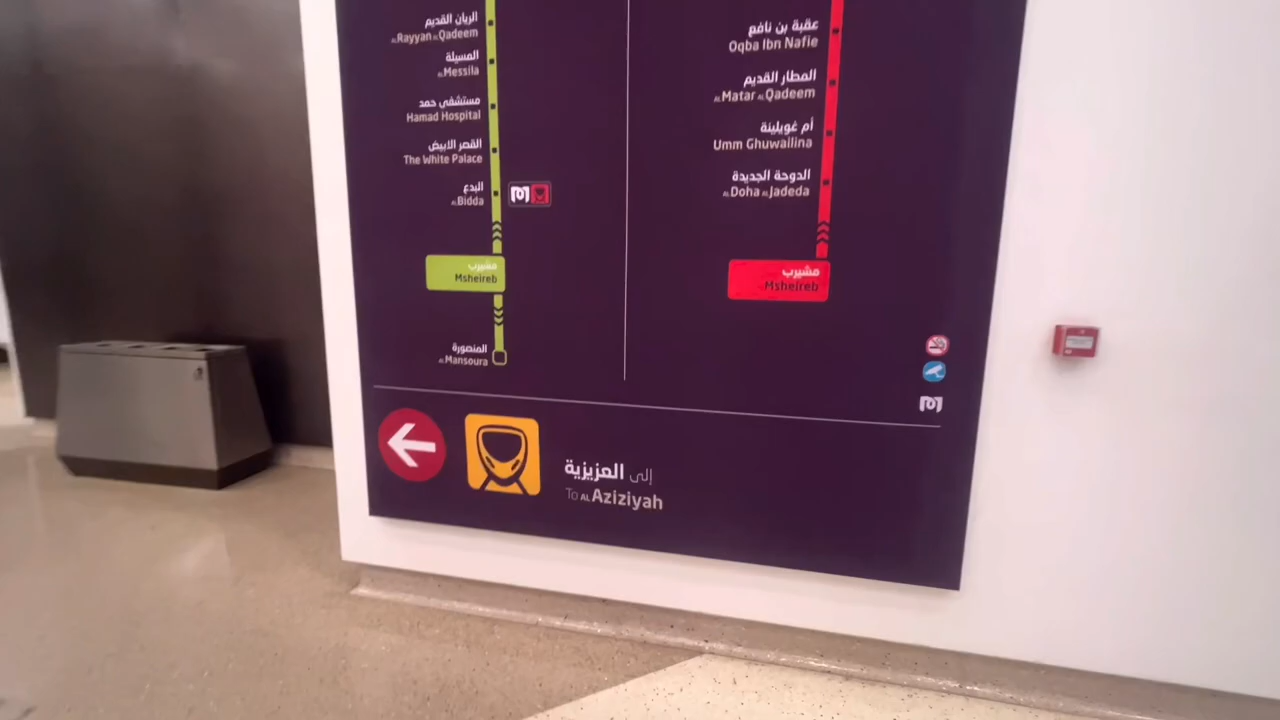 الريان القديم
AL Rayyan AL Qadeem
المسيلة
AL Messila
مستشفى حمد
Hamad Hospital
القصر الابيض
The White Palace
البدع
AL Bidda
مشيرب
Msheireb
المنصورة
AL Mansoura
عقبة بن نافع
Oqba Ibn Nafie
المطار القديم
AL Matar AL Qadeem
أم غويلينة
Umm Ghuwailina
الدوحة الجديدة
AL Doha AL Jadeda
مشيرب
Msheireb
إلى العزيزية
To AL Aziziyah